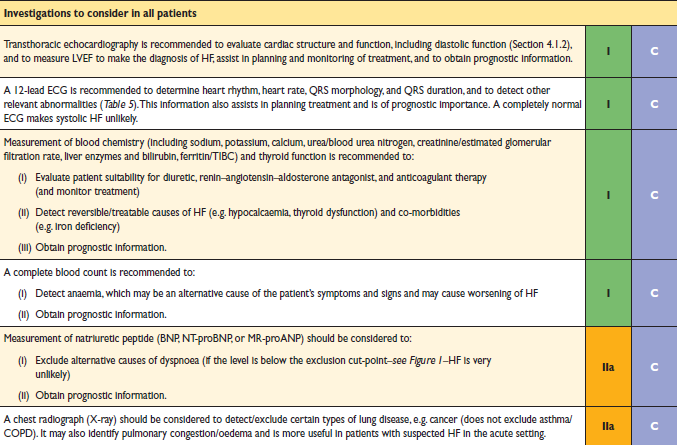 Investigations to consider in all patients
Transthoracic echocardiography is recommended to evaluate cardiac structure and function, including diastolic function (Section 4.1.2),
and to measure LVEF to make the diagnosis of HF, assist in planning and monitoring of treatment, and to obtain prognostic information.
I
C
A 12-lead ECG is recommended to determine heart rhythm, heart rate, QRS morphology, and QRS duration, and to detect other
relevant abnormalities (Table 5). This information also assists in planning treatment and is of prognostic importance. A completely normal
ECG makes systolic HF unlikely.
I
C
Measurement of blood chemistry (including sodium, potassium, calcium, urea/blood urea nitrogen, creatinine/estimated glomerular
filtration rate, liver enzymes and bilirubin, ferritin/TIBC) and thyroid function is recommended to:
(i) Evaluate patient suitability for diuretic, renin–angiotensin–aldosterone antagonist, and anticoagulant therapy
(and monitor treatment)
(ii) Detect reversible/treatable causes of HF (e.g. hypocalcaemia, thyroid dysfunction) and co-morbidities
(e.g. iron deficiency)
(iii) Obtain prognostic information.
I
C
A complete blood count is recommended to:
(i) Detect anaemia, which may be an alternative cause of the patient's symptoms and signs and may cause worsening of HF
(ii) Obtain prognostic information.
I
C
Measurement of natriuretic peptide (BNP, NT-proBNP, or MR-proANP) should be considered to:
(i) Exclude alternative causes of dyspnoea (if the level is below the exclusion cut-point–see Figure 1–HF is very
unlikely)
(ii) Obtain prognostic information.
IIa
C
A chest radiograph (X-ray) should be considered to detect/exclude certain types of lung disease, e.g. cancer (does not exclude asthma/
COPD). It may also identify pulmonary congestion/oedema and is more useful in patients with suspected HF in the acute setting.
IIa
C